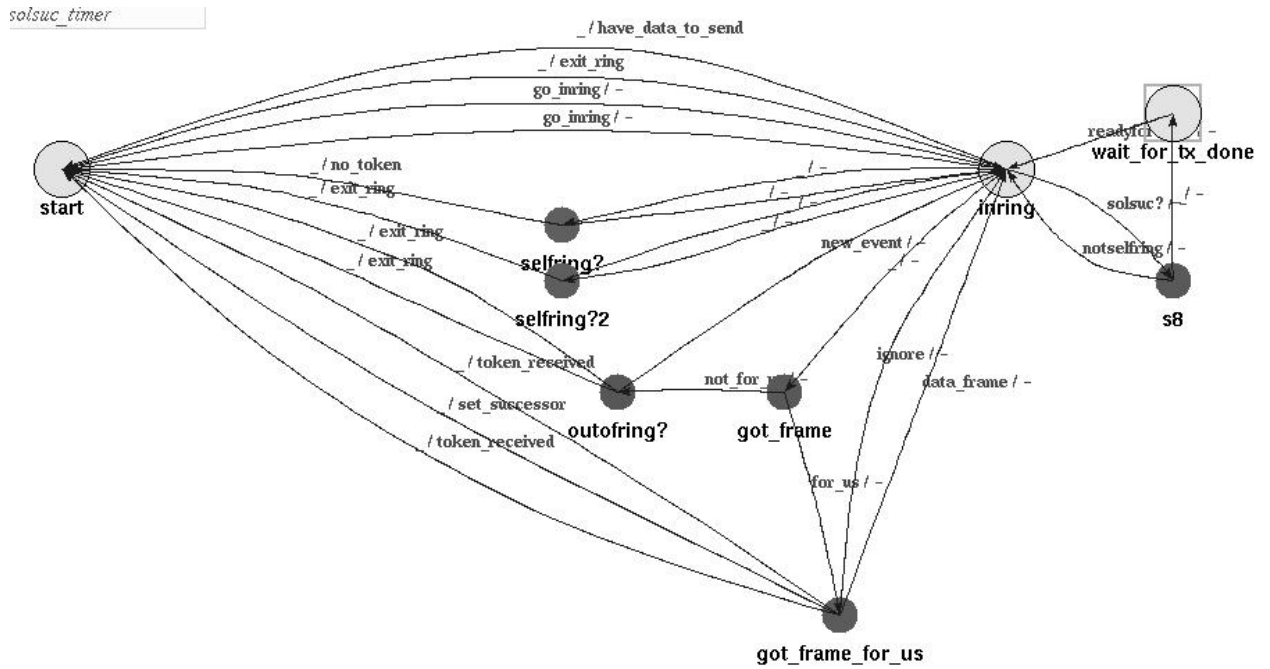 solsuc_timer
_ / have_data_to_send
_ / exit_ring
go_inring / -
go_inring / -
readyfor / -
wait_for_tx_done
_ / no_token
_ / -
_ / exit_ring
_ / -
start
inring
solsuc? / -
_ / -
_ / exit_ring
_ / -
new_event / -
notselfring / -
selfring?
_ / exit_ring
_ / -
selfring?2
s8
_ / token_received
ignore / -
not_for_ / -
data_frame / -
_ / set_successor
outofring?
got_frame
_ / token_received
for_us / -
got_frame_for_us